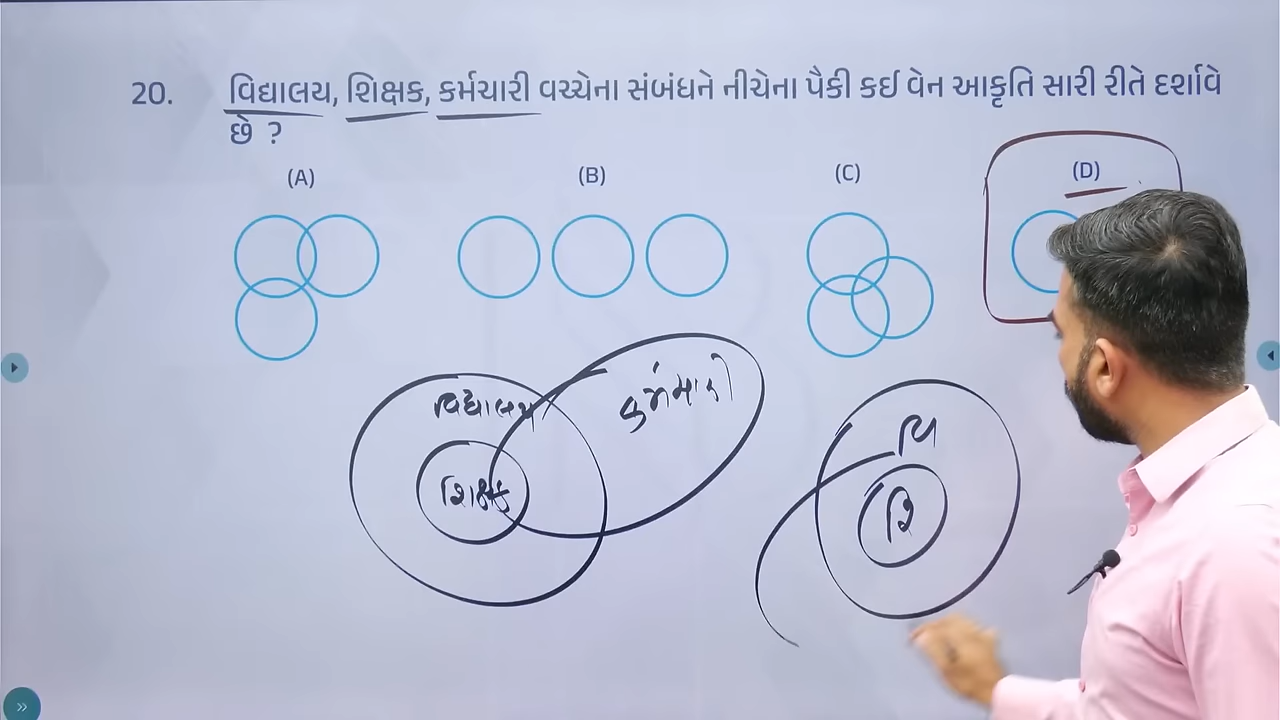 20. વિદ્યાલય, શિક્ષક, કર્મચારી વચ્ચેના સંબંધને નીચેના પૈકી કઈ વેન આકૃતિ સારી રીતે દર્શાવે
છે ?
(A) (B) (C) (D)
વિદ્યાલય કર્મચારી
શિક્ષક
વિ
શિ